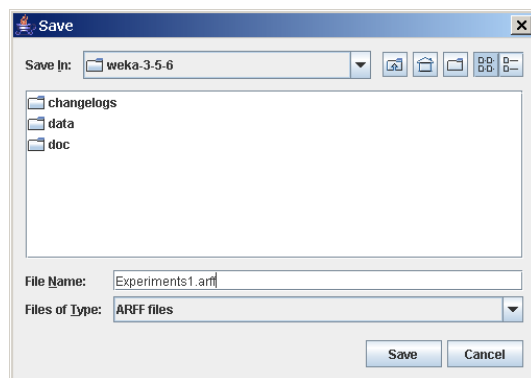 Save
Save In: weka-3-5-6
changelogs
data
doc
File Name: Experiments1.arff
Files of Type: ARFF files
Save Cancel